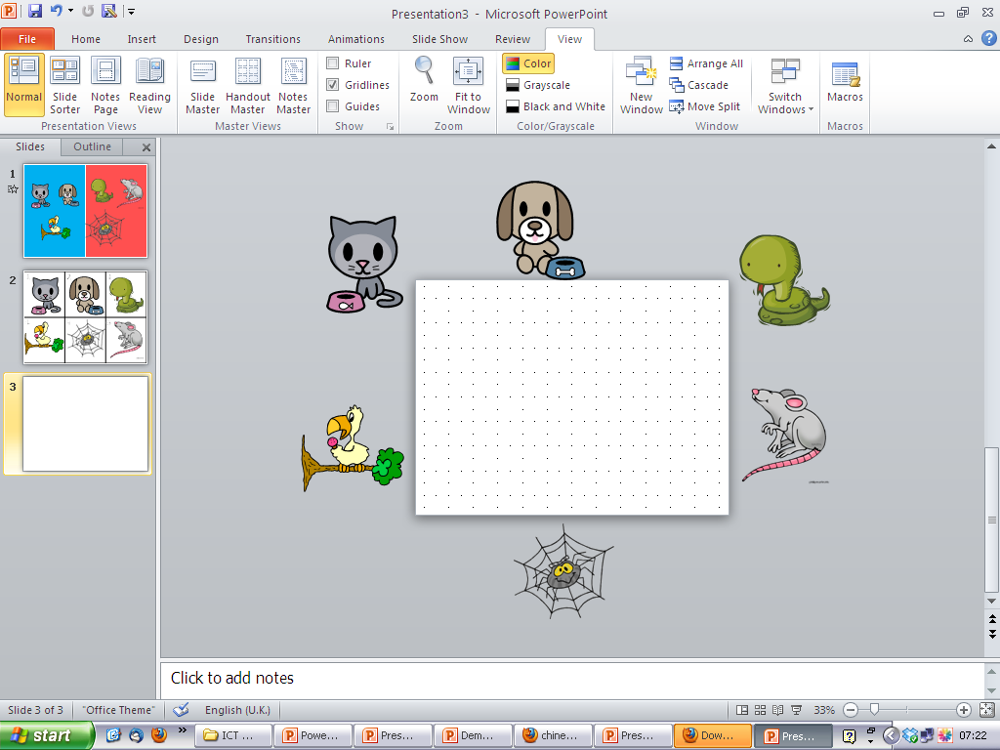 Presentation3 - Microsoft PowerPoint
File Home Insert Design Transitions Animations Slide Show Review View
Normal
Slide Sorter
Notes Page
Reading View
Slide Master
Handout Master
Notes Master
Ruler
Gridlines
Guides
Zoom
Fit to Window
Color
Grayscale
Black and White
New Window
Arrange All
Cascade
Move Split
Switch Windows
Macros
Presentation Views Master Views Show Zoom Color/Grayscale Window Macros
Slides Outline
1
2
3
Click to add notes
Slide 3 of 3 "Office Theme" English (U.K.) 33%
start ICT ... Powe... Pres... Dem... chine... Pres... Dow... Pres... 07:22